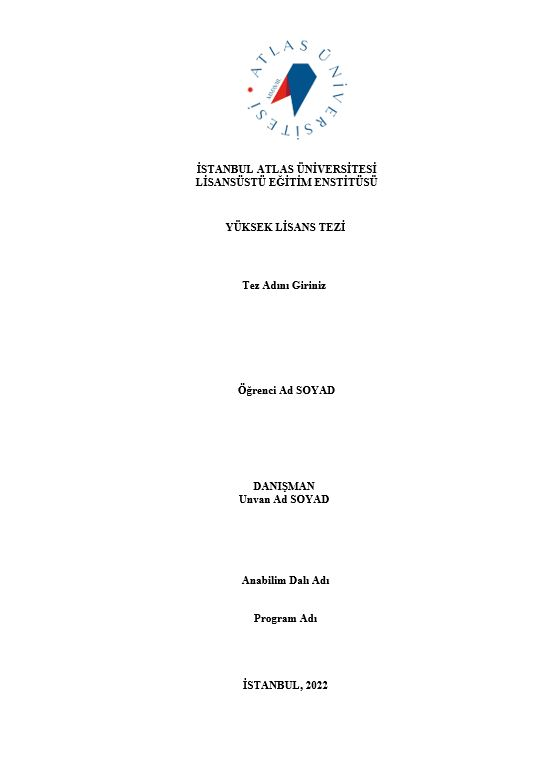 ATLAS ÜNİVERSİTESİ
İSTANBUL ATLAS ÜNİVERSİTESİ
LİSANSÜSTÜ EĞİTİM ENSTİTÜSÜ
YÜKSEK LİSANS TEZİ
Tez Adını Giriniz
Öğrenci Ad SOYAD
DANIŞMAN
Unvan Ad SOYAD
Anabilim Dalı Adı
Program Adı
İSTANBUL, 2022